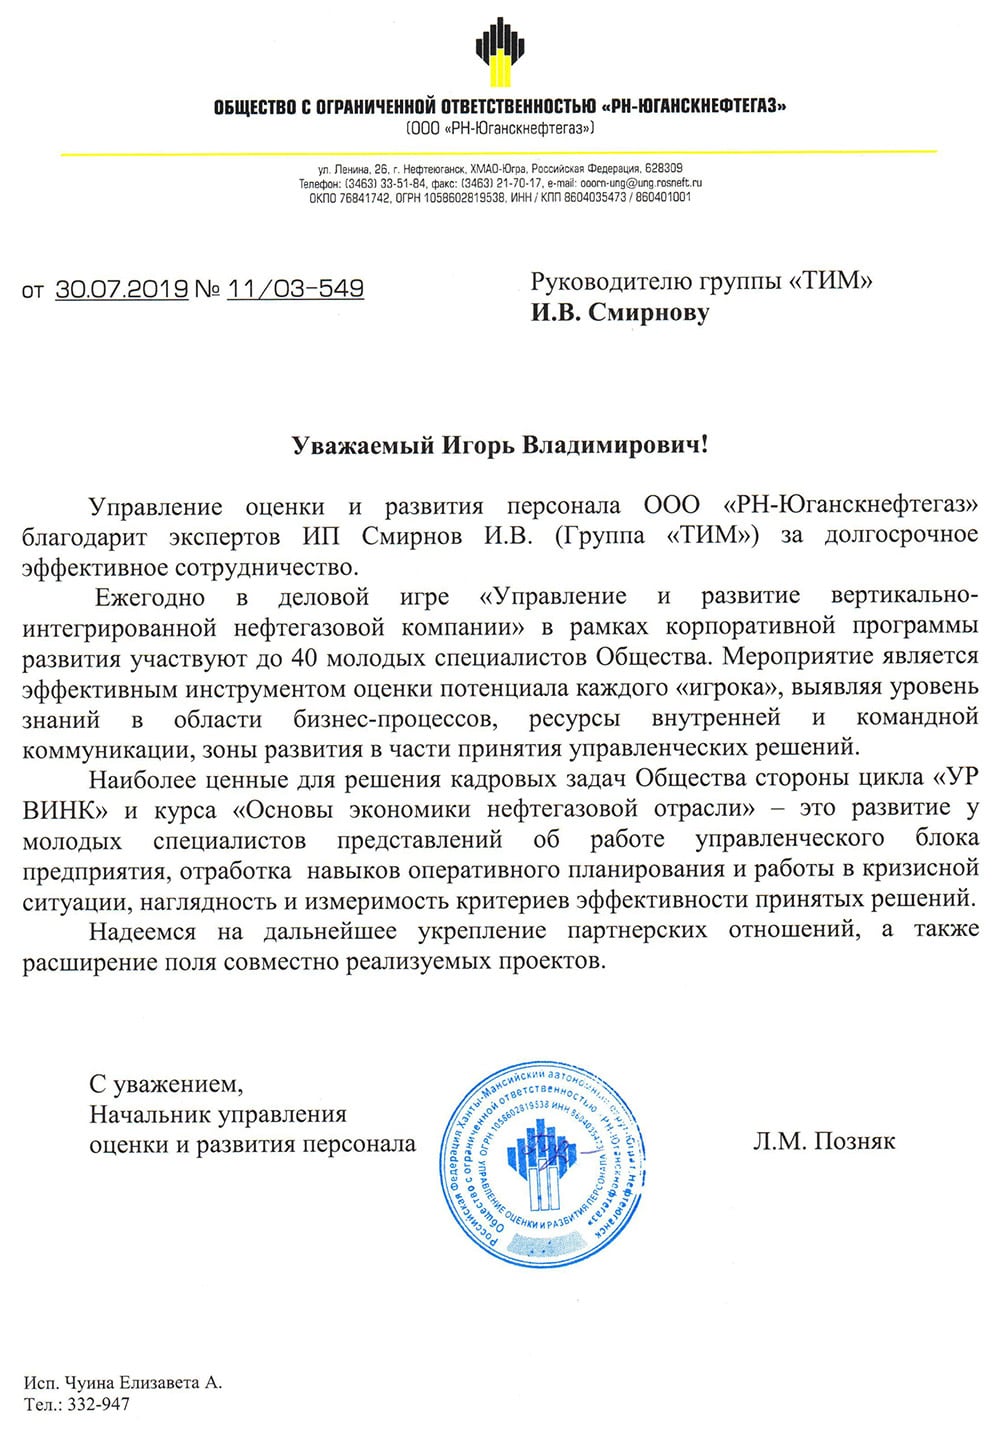 ОБЩЕСТВО С ОГРАНИЧЕННОЙ ОТВЕТСТВЕННОСТЬЮ «РН-ЮГАНСКНЕФТЕГАЗ»
(ООО «РН-Юганскнефтегаз»)
ул. Ленина, 26, г. Нефтеюганск, ХМАО-Югра, Российская Федерация, 628309
Телефон: (3463) 33-51-84, факс: (3463) 21-70-17, e-mail: ooorn-ung@ung.rosneft.ru
ОКПО 76841742, ОГРН 1058602819538, ИНН / КПП 8604035473 / 860401001
от 30.07.2019 № 11/03-549
Руководителю группы «ТИМ»
И.В. Смирнову
Уважаемый Игорь Владимирович!
Управление оценки и развития персонала ООО «РН-Юганскнефтегаз»
благодарит экспертов ИП Смирнов И.В. (Группа «ТИМ») за долгосрочное
эффективное сотрудничество.
Ежегодно в деловой игре «Управление и развитие вертикально-
интегрированной нефтегазовой компании» в рамках корпоративной программы
развития участвуют до 40 молодых специалистов Общества. Мероприятие является
эффективным инструментом оценки потенциала каждого «игрока», выявляя уровень
знаний в области бизнес-процессов, ресурсы внутренней и командной
коммуникации, зоны развития в части принятия управленческих решений.
Наиболее ценные для решения кадровых задач Общества стороны цикла «УР
ВИНК» и курса «Основы экономики нефтегазовой отрасли» – это развитие у
молодых специалистов представлений об работе управленческого блока
предприятия, отработка навыков оперативного планирования и работы в кризисной
ситуации, наглядность и измеримость критериев эффективности принятых решений.
Надеемся на дальнейшее укрепление партнерских отношений, а также
расширение поля совместно реализуемых проектов.
С уважением,
Начальник управления
оценки и развития персонала
Л.М. Позняк
Российская Федерация Ханты-Мансийский автономный округ-Югра г. Нефтеюганск
Общество с ограниченной ответственностью «РН-Юганскнефтегаз»
ОГРН 1058602819538 ИНН 8604035473
УПРАВЛЕНИЕ ОЦЕНКИ И РАЗВИТИЯ ПЕРСОНАЛА
Исп. Чуина Елизавета А.
Тел.: 332-947